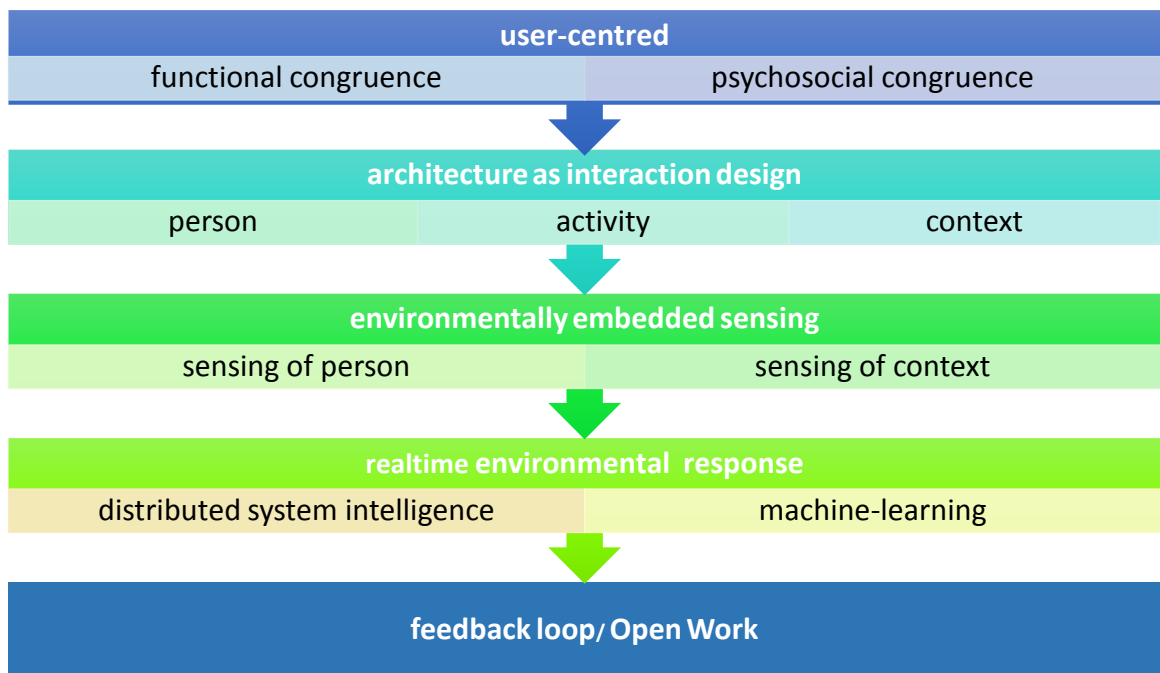 user-centred
functional congruence psychosocial congruence
architecture as interaction design
person activity context
environmentally embedded sensing
sensing of person sensing of context
realtime environmental response
distributed system intelligence machine-learning
feedback loop/ Open Work